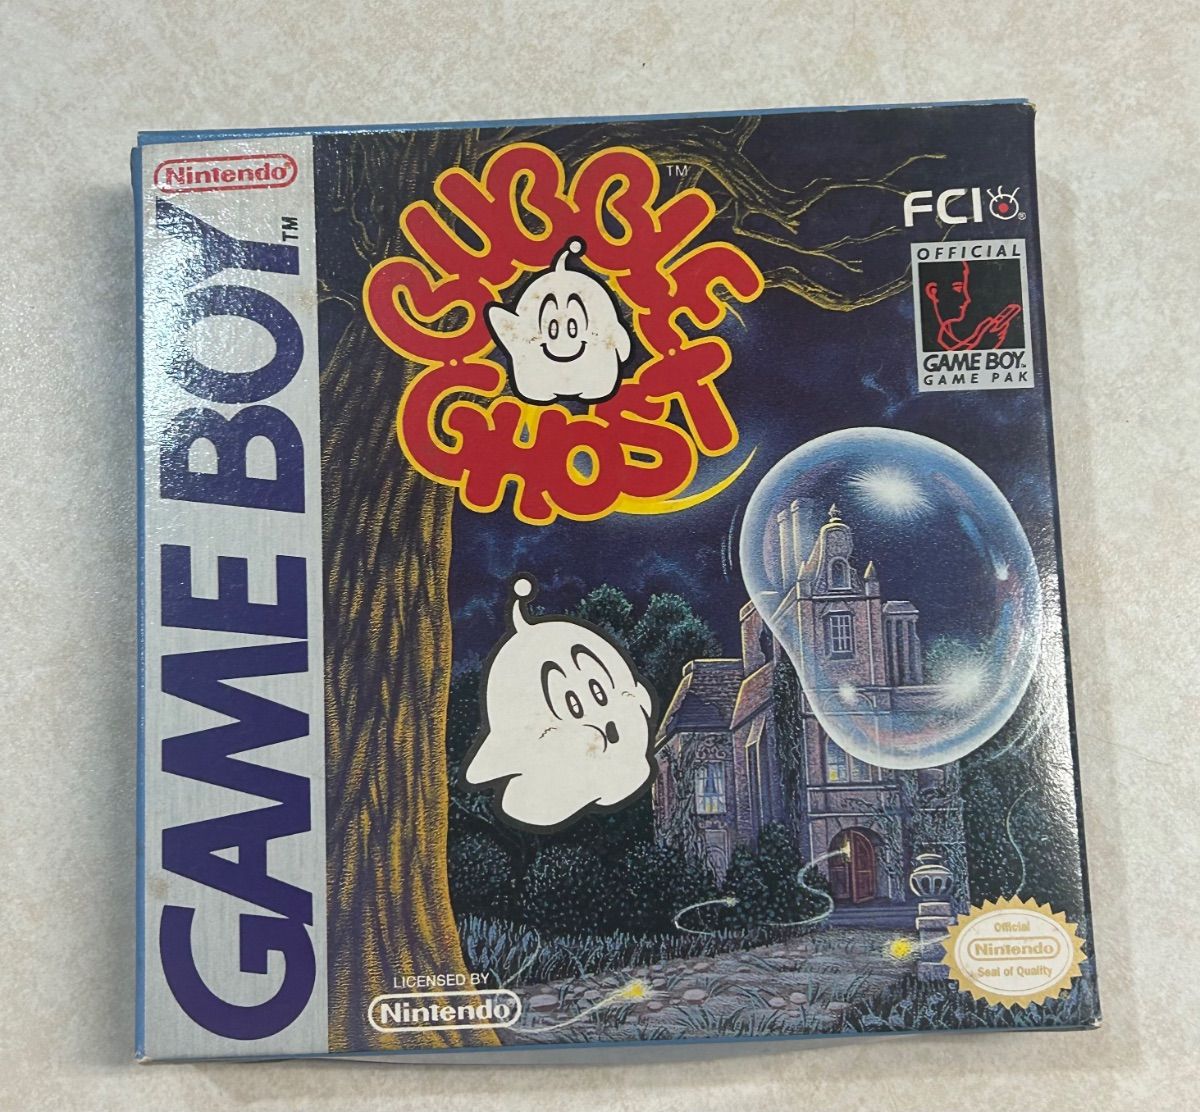 Nintendo®
GAME BOY™
BUBBLE ™
GHOST
FCI ®
OFFICIAL
GAME BOY™
GAME PAK
LICENSED BY
Nintendo®
Official
Nintendo
Seal of Quality